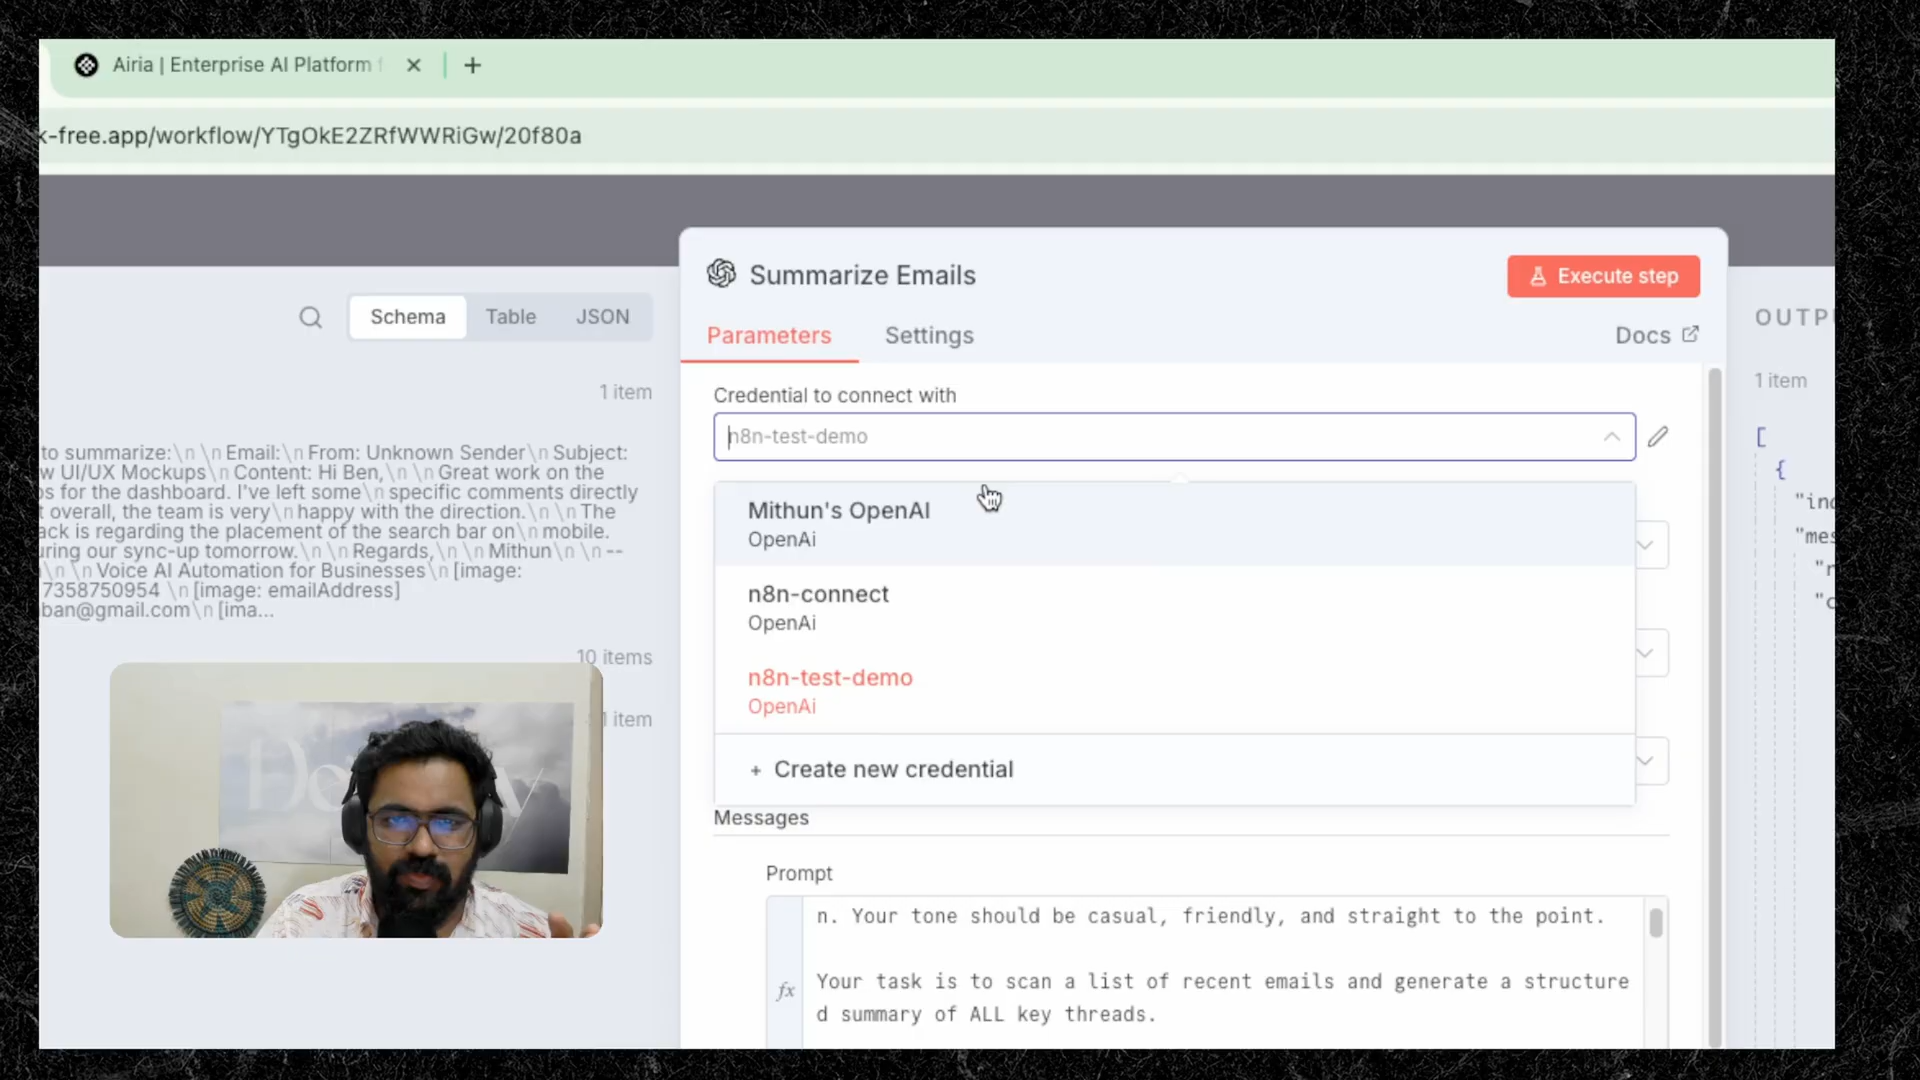 Airia | Enterprise AI Platform
k-free.app/workflow/YTgOkE2ZRfWWRiGw/20f80a
Summarize Emails
Execute step
Schema
Table
JSON
Parameters
Settings
Docs
OUTPU
1 item
1 item
Credential to connect with
n8n-test-demo
to summarize:\n \n Email:\n From: Unknown Sender\n Subject:
w UI/UX Mockups\n Content: Hi Ben,\n \n Great work on the
os for the dashboard. I've left some\n specific comments directly
t overall, the team is very\n happy with the direction.\n \n The
ack is regarding the placement of the search bar on\n mobile.
uring our sync-up tomorrow.\n \n Regards,\n \n Mithun\n \n --
\n \n Voice AI Automation for Businesses\n [image:
7358750954 \n [image: emailAddress]
ban@gmail.com\n [ima...
10 items
1 item
Mithun's OpenAI
OpenAi
n8n-connect
OpenAi
n8n-test-demo
OpenAi
+ Create new credential
[
{
"ind
"mes
"r
"c
Messages
Prompt
n. Your tone should be casual, friendly, and straight to the point.
Your task is to scan a list of recent emails and generate a structure
d summary of ALL key threads.
fx